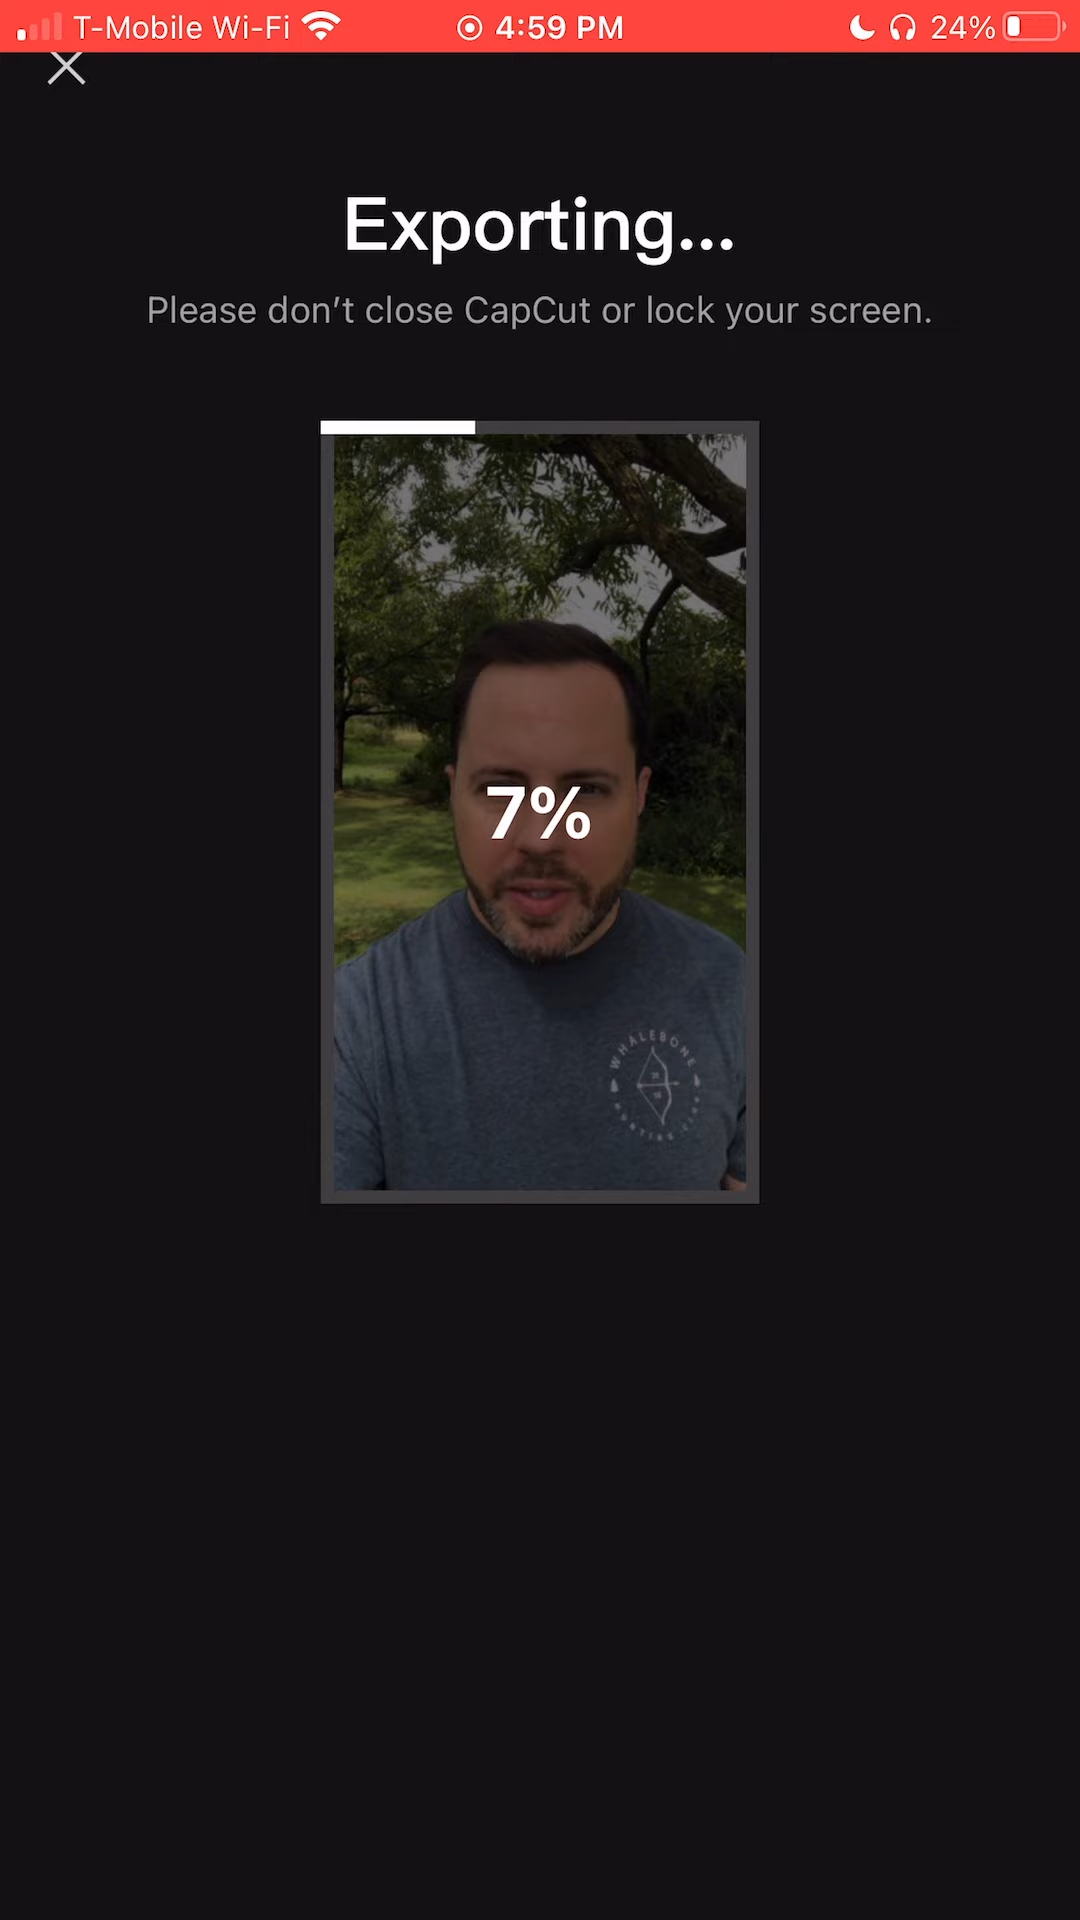 T-Mobile Wi-Fi 4:59 PM 24%
Exporting...
Please don’t close CapCut or lock your screen.
7%
WHALEBONE